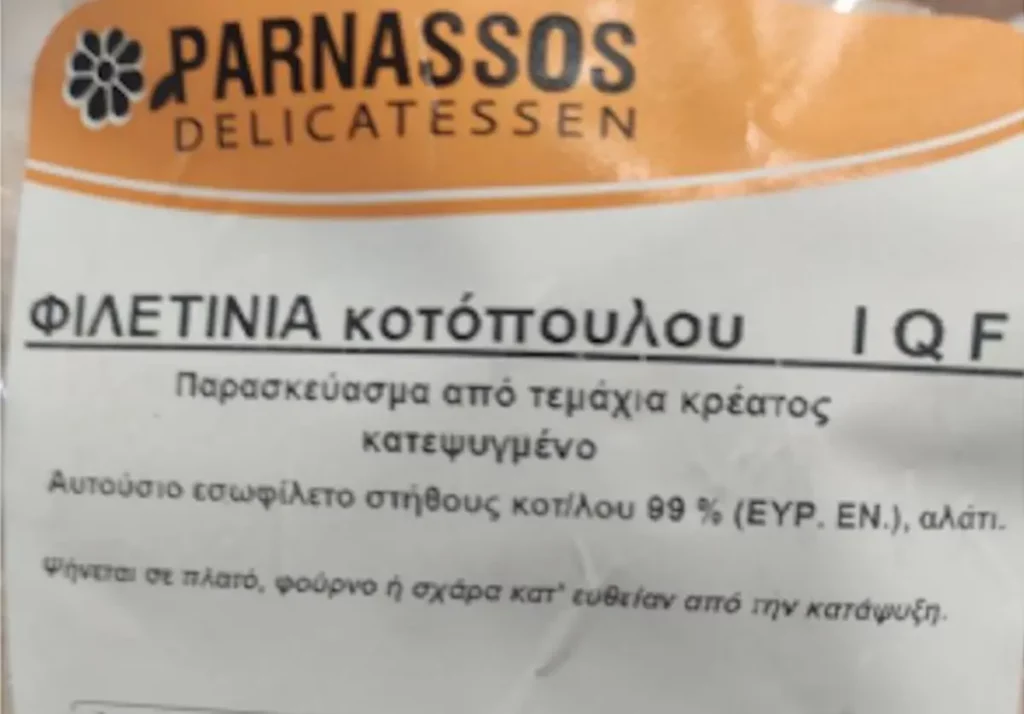 PARNASSOS
DELICATESSEN
ΦΙΛΕΤΙΝΙΑ κοτόπουλου I Q F
Παρασκεύασμα από τεμάχια κρέατος
κατεψυγμένο
Αυτούσιο εσωφίλετο στήθους κοτ/λου 99 % (ΕΥΡ. ΕΝ.), αλάτι.
Ψήνεται σε πλατό, φούρνο ή σχάρα κατ' ευθείαν από την κατάψυξη.